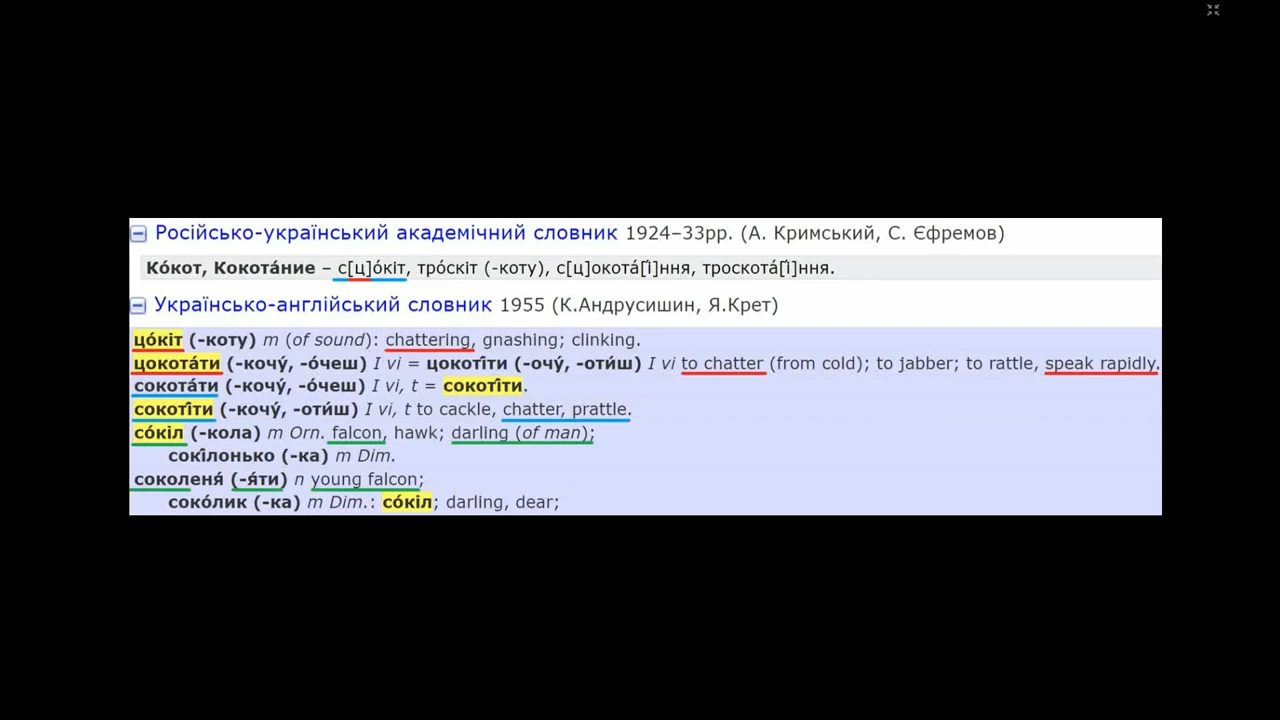 Російсько-український академічний словник 1924–33рр. (А. Кримський, С. Єфремов)
Ко́кот, Кокота́ние – с[ц]о́кіт, тро́скіт (-коту), с[ц]окота́[і́]ння, троскота́[і́]ння.
Українсько-англійський словник 1955 (К.Андрусишин, Я.Крет)
цо́кіт (-коту) m (of sound): chattering, gnashing; clinking.
цокота́ти (-кочу́, -о́чеш) I vi = цокоті́ти (-очу́, -оти́ш) I vi to chatter (from cold); to jabber; to rattle, speak rapidly.
сокота́ти (-кочу́, -о́чеш) I vi, t = сокоті́ти.
сокоті́ти (-кочу́, -оти́ш) I vi, t to cackle, chatter, prattle.
со́кіл (-кола) m Orn. falcon, hawk; darling (of man);
сокі́лонько (-ка) m Dim.
соколеня́ (-я́ти) n young falcon;
соко́лик (-ка) m Dim.: со́кіл; darling, dear;